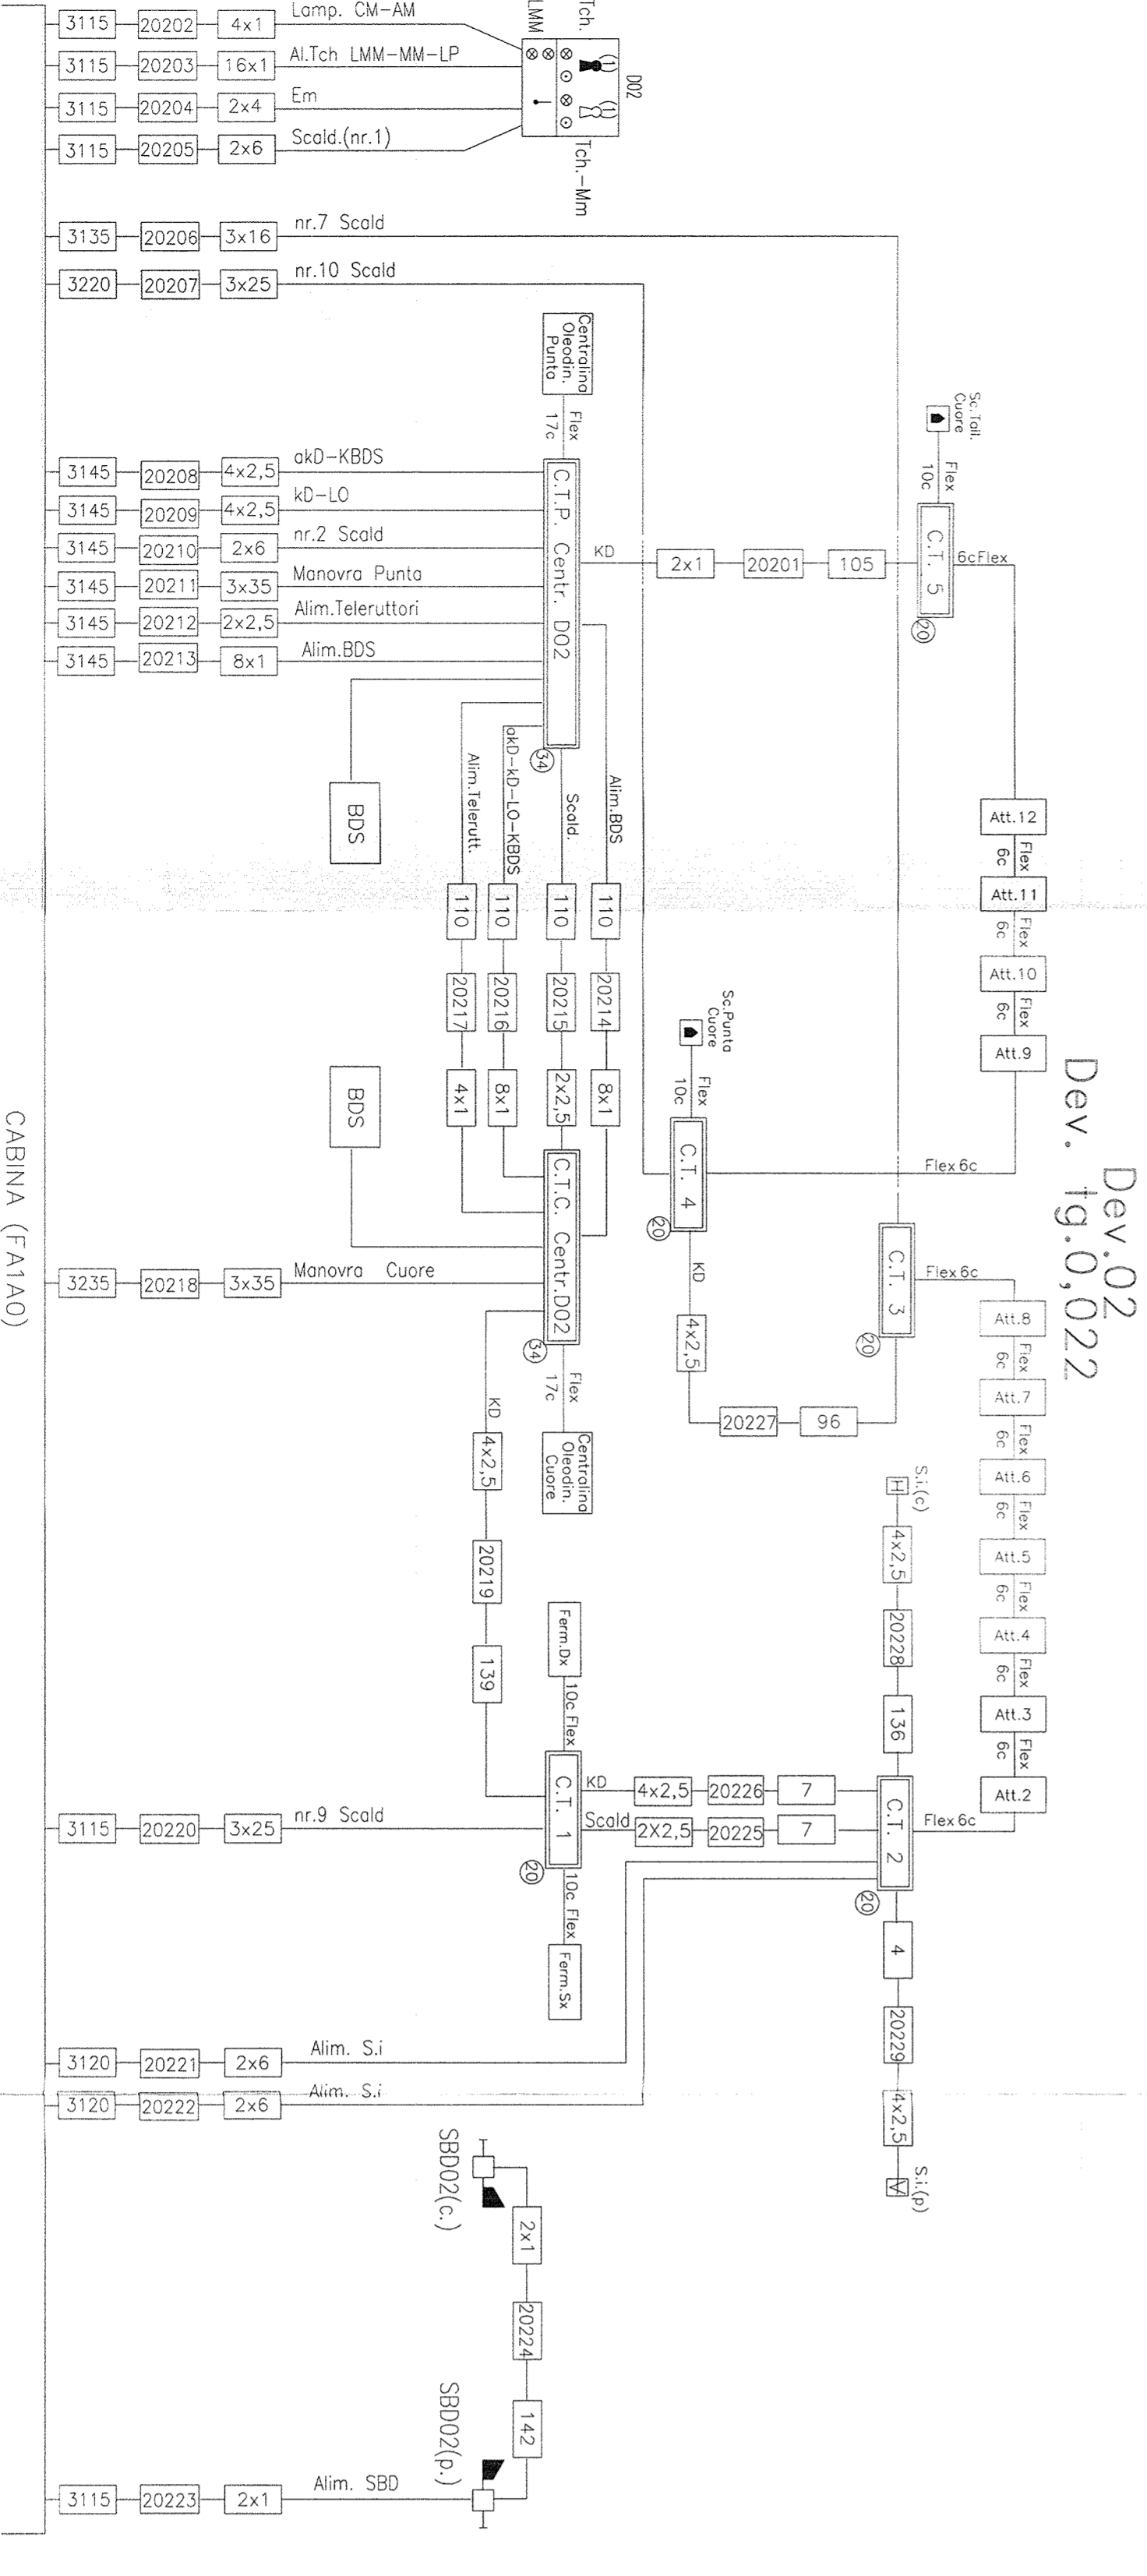 Dev.02
Dev. tg.0,022
3115 20202 4x1 Lamp. CM-AM
3115 20203 16x1 Al.Tch LMM-MM-LP
3115 20204 2x4 Em
3115 20205 2x6 Scald.(nr.1)
Tch.
LMM
D02
(1)
(1)
Tch.-Mm
3135 20206 3x16 nr.7 Scald
3220 20207 3x25 nr.10 Scald
Centralina
Oleodin.
Punta
Flex
17c
Sc.Tail.
Cuore
Flex
10c
C.T. 5
20
6cFlex
3145 20208 4x2,5 akD-KBDS
3145 20209 4x2,5 kD-LO
3145 20210 2x6 nr.2 Scald
3145 20211 3x35 Manovra Punta
3145 20212 2x2,5 Alim.Teleruttori
3145 20213 8x1 Alim.BDS
C.T.P. Centr. D02
34
KD 2x1 20201 105
BDS
Alim.Telerutt. 110 20217 4x1
akD-kD-LO-KBDS 110 20216 8x1
Scald. 110 20215 2x2,5
Alim.BDS 110 20214 8x1
Att.12
Flex
6c
Att.11
Flex
6c
Att.10
Flex
6c
Att.9
Flex 6c
Sc.Punta
Cuore
Flex
10c
C.T. 4
20
KD 4x2,5 20227 96
C.T. 3
20
Flex 6c
BDS
C.T.C. Centr.D02
34
3235 20218 3x35 Manovra Cuore
Flex
17c
Centralina
Oleodin.
Cuore
KD 4x2,5 20219 139
Att.8
Flex
6c
Att.7
Flex
6c
Att.6
Flex
6c
Att.5
Flex
6c
Att.4
Flex
6c
Att.3
Flex
6c
Att.2
Flex 6c
S.i.(c)
H
4x2,5 20228 136
C.T. 2
20
4 20229 4x2,5
S.i.(p)
V
Ferm.Dx
10c Flex
C.T. 1
20
10c Flex
Ferm.Sx
KD 4x2,5 20226 7
Scald 2X2,5 20225 7
3115 20220 3x25 nr.9 Scald
3120 20221 2x6 Alim. S.i
3120 20222 2x6 Alim. S.i
SBD02(c.)
2x1 20224 142
SBD02(p.)
3115 20223 2x1 Alim. SBD
CABINA (FA1A0)